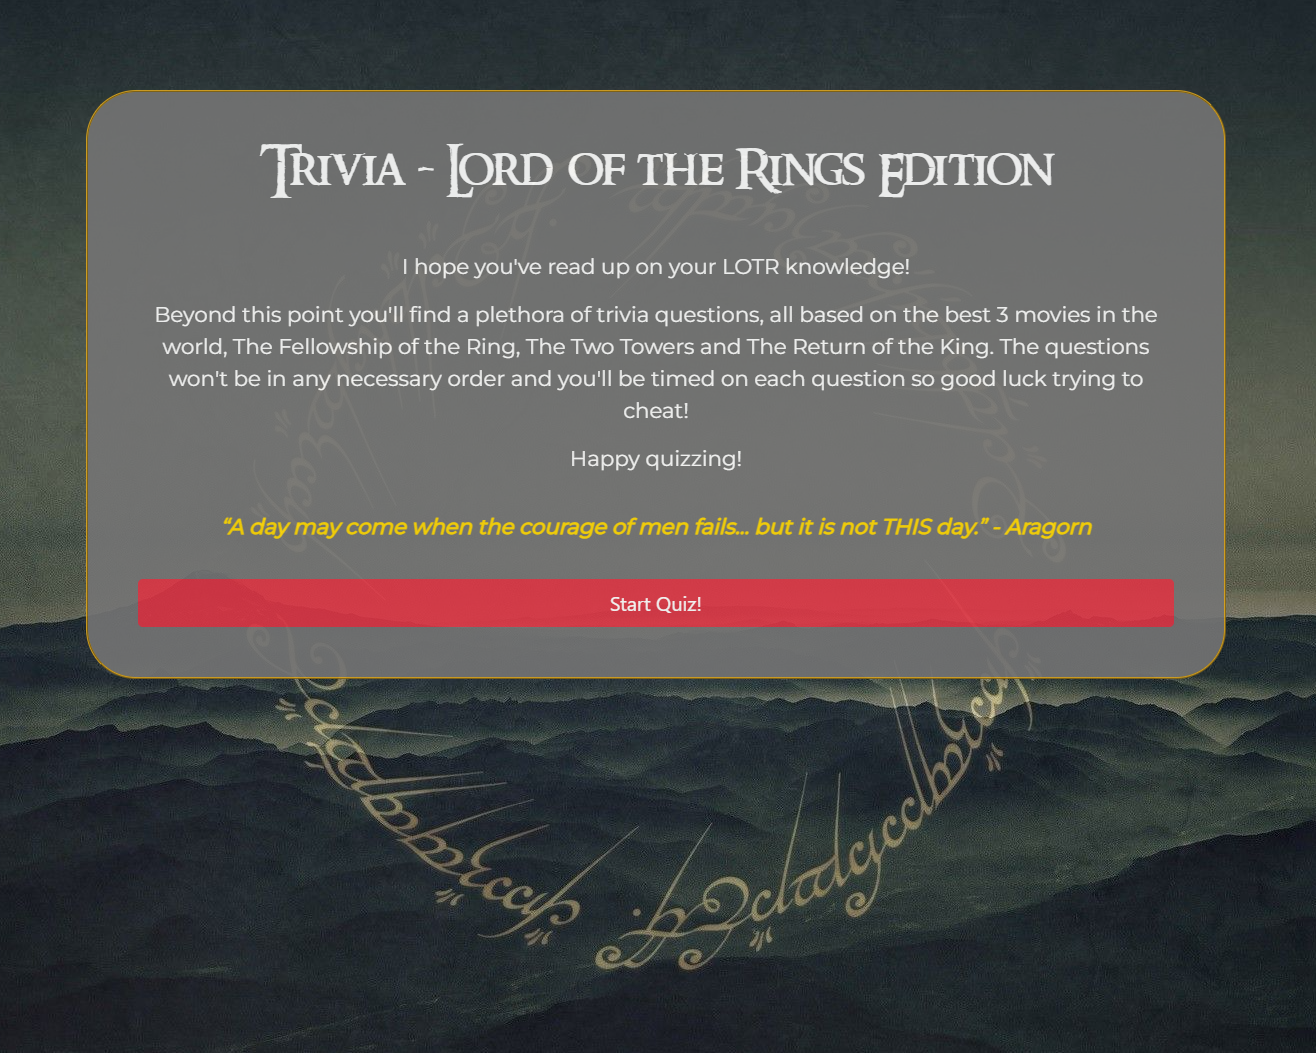 Trivia - Lord of the Rings Edition
I hope you've read up on your LOTR knowledge!
Beyond this point you'll find a plethora of trivia questions, all based on the best 3 movies in the
world, The Fellowship of the Ring, The Two Towers and The Return of the King. The questions
won't be in any necessary order and you'll be timed on each question so good luck trying to
cheat!
Happy quizzing!
“A day may come when the courage of men fails… but it is not THIS day.” - Aragorn
Start Quiz!